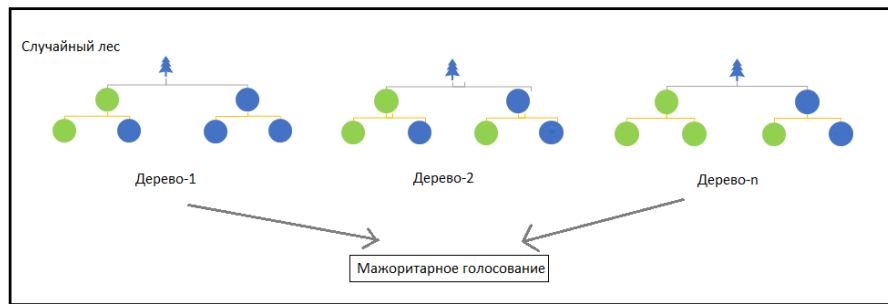 Случайный лес
Дерево-1
Дерево-2
Дерево-n
Мажоритарное голосование